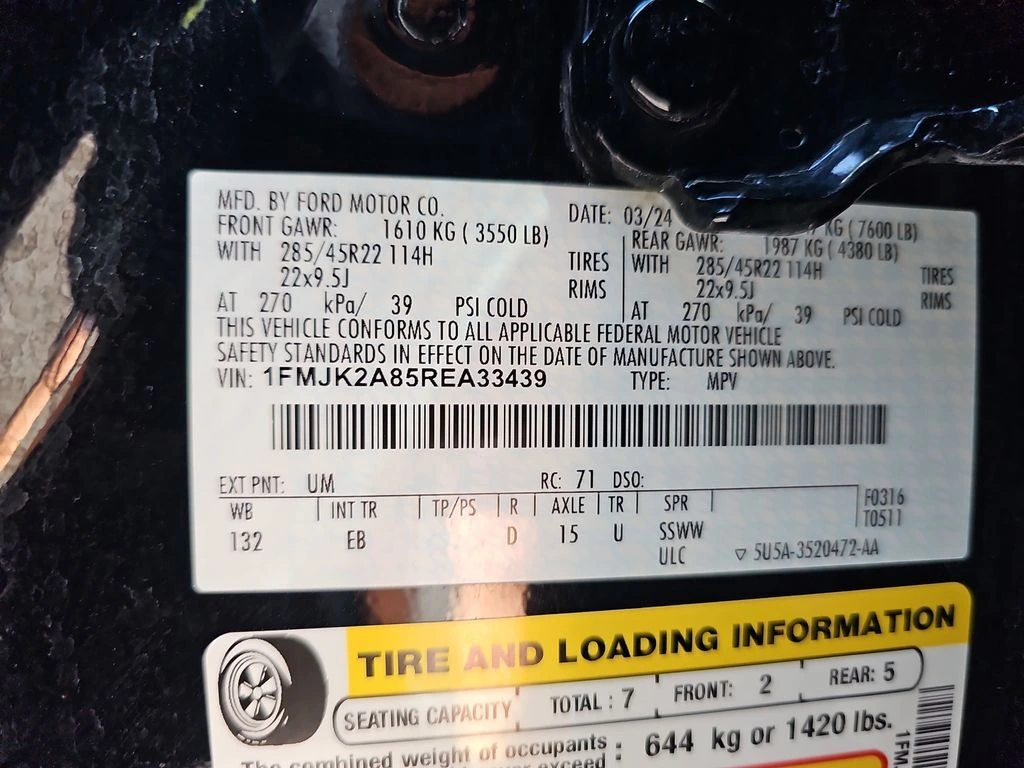 MFD. BY FORD MOTOR CO.
DATE: 03/24
KG ( 7600 LB)
FRONT GAWR: 1610 KG ( 3550 LB)
REAR GAWR: 1987 KG ( 4380 LB)
WITH 285/45R22 114H TIRES
WITH 285/45R22 114H TIRES
22x9.5J RIMS
22x9.5J RIMS
AT 270 kPa/ 39 PSI COLD
AT 270 kPa/ 39 PSI COLD
THIS VEHICLE CONFORMS TO ALL APPLICABLE FEDERAL MOTOR VEHICLE
SAFETY STANDARDS IN EFFECT ON THE DATE OF MANUFACTURE SHOWN ABOVE.
VIN: 1FMJK2A85REA33439 TYPE: MPV
EXT PNT: UM RC: 71 DSO:
WB INT TR TP/PS R AXLE TR SPR F0316
T0511
132 EB D 15 U SSWW
ULC ▽ 5U5A-3520472-AA
TIRE AND LOADING INFORMATION
SEATING CAPACITY TOTAL : 7 FRONT: 2 REAR: 5
The combined weight of occupants : 644 kg or 1420 lbs.
1FM